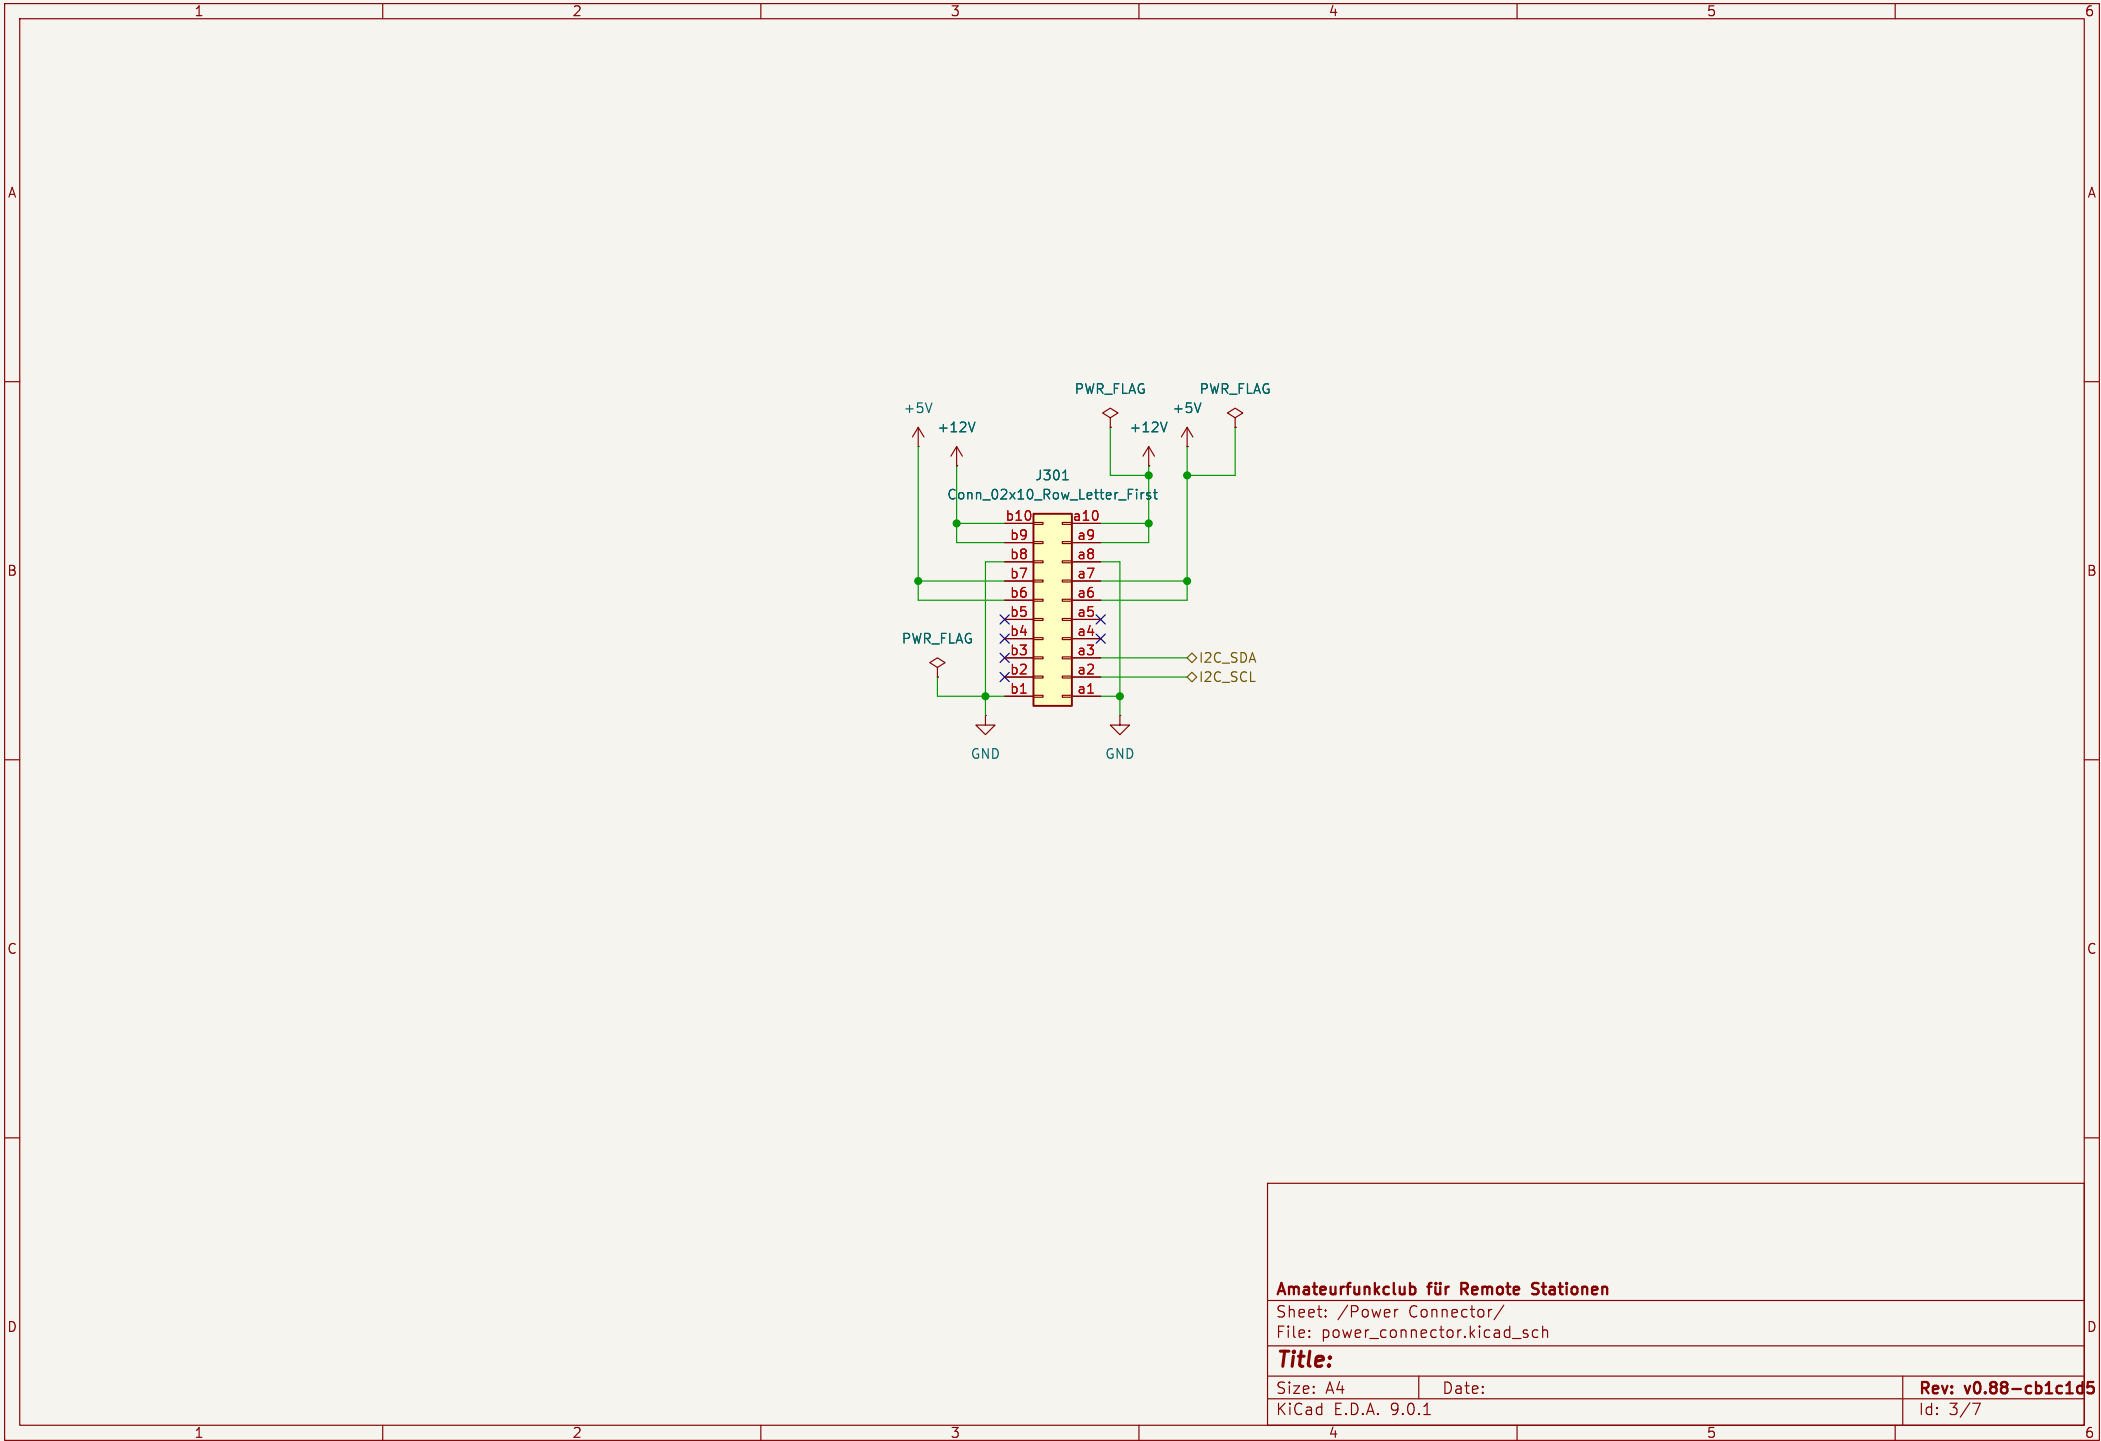 1 2 3 4 5 6
A A
PWR_FLAG PWR_FLAG
+5V +5V
+12V +12V
J301
Conn_02x10_Row_Letter_First
b10 a10
b9 a9
b8 a8
B b7 a7 B
b6 a6
b5 a5
PWR_FLAG b4 a4
b3 a3 I2C_SDA
b2 a2 I2C_SCL
b1 a1
GND GND
C C
Amateurfunkclub für Remote Stationen
Sheet: /Power Connector/
D D
File: power_connector.kicad_sch
Title:
Size: A4 Date: Rev: v0.88-cb1c1d5
KiCad E.D.A. 9.0.1 Id: 3/7
1 2 3 4 5 6